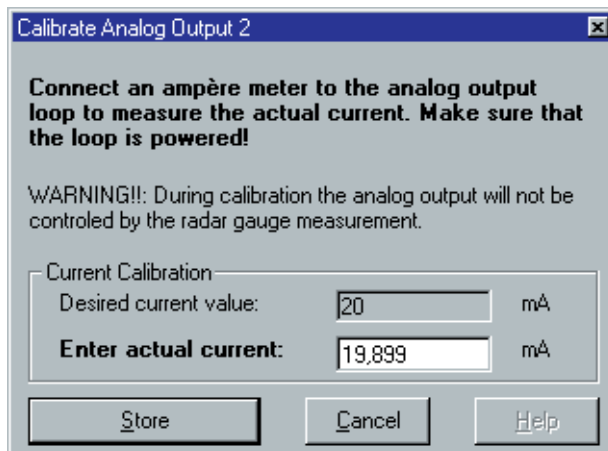 Calibrate Analog Output 2
Connect an ampère meter to the analog output
loop to measure the actual current. Make sure that
the loop is powered!
WARNING!!: During calibration the analog output will not be
controled by the radar gauge measurement.
Current Calibration
Desired current value: 20 mA
Enter actual current: 19,899 mA
Store Cancel Help